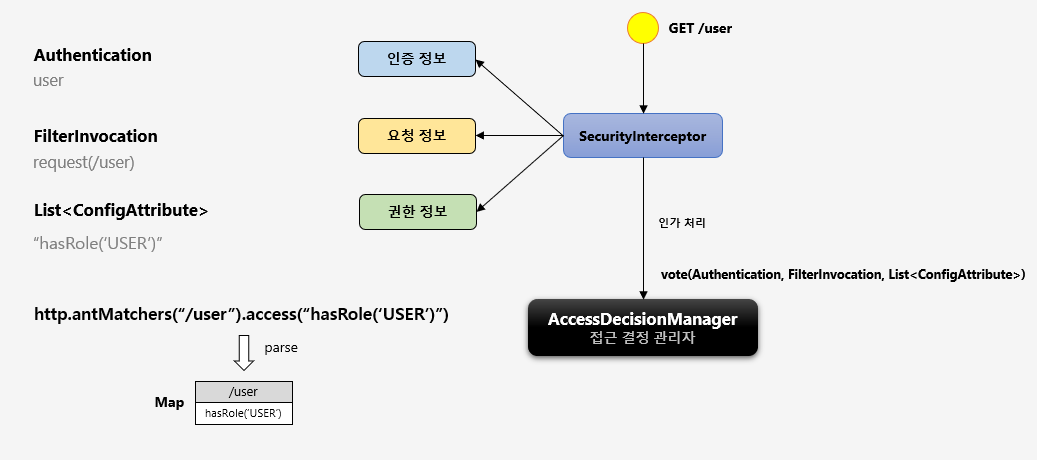 GET /user
Authentication
user
인증 정보
FilterInvocation
request(/user)
요청 정보
SecurityInterceptor
List<ConfigAttribute>
“hasRole(‘USER’)”
권한 정보
인가 처리
vote(Authentication, FilterInvocation, List<ConfigAttribute>)
AccessDecisionManager
접근 결정 관리자
http.antMatchers(“/user”).access(“hasRole(‘USER’)”)
parse
Map
/user
hasRole(‘USER’)